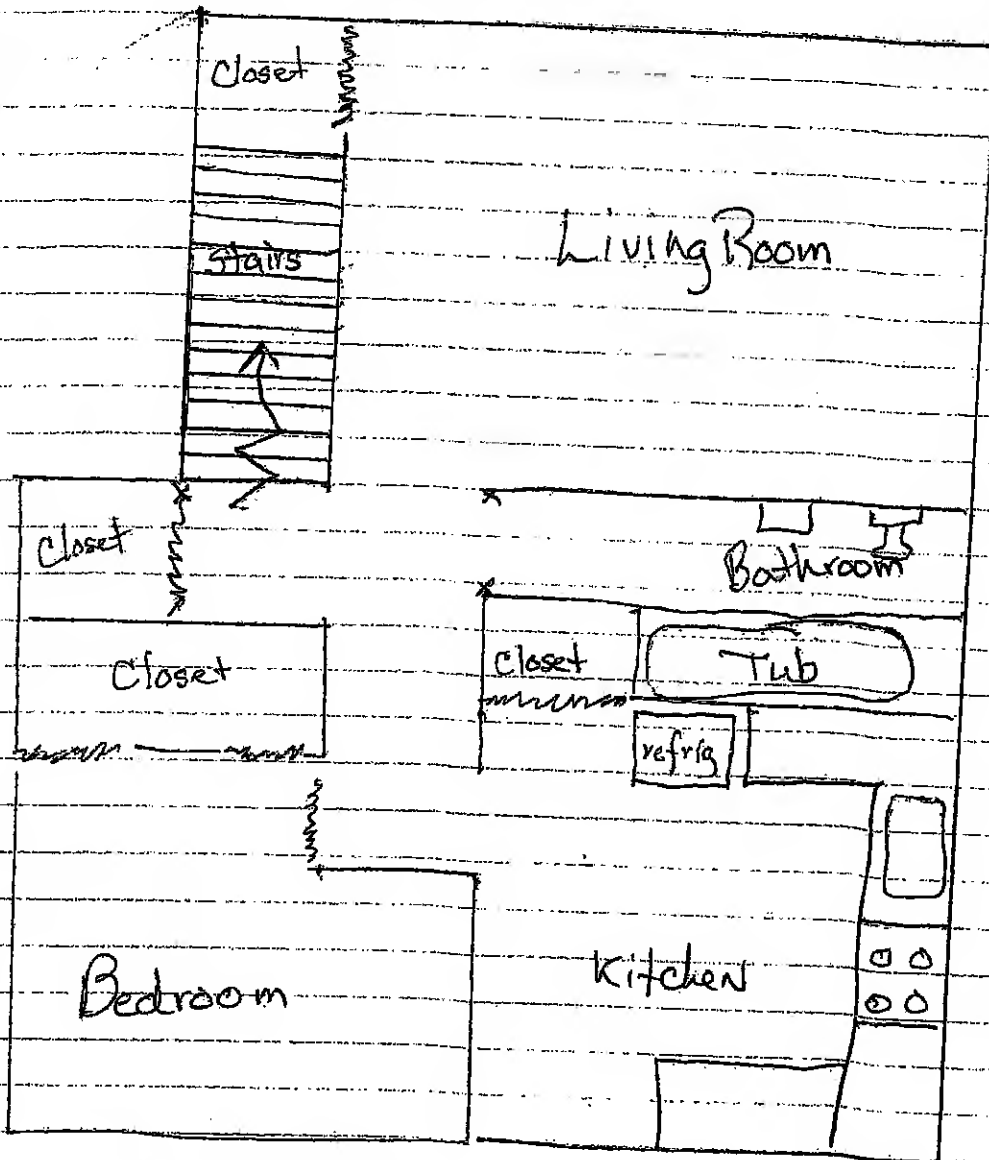 Closet
Living Room
Stairs
Closet
Bathroom
Closet
Closet
Tub
refrig
Bedroom
Kitchen